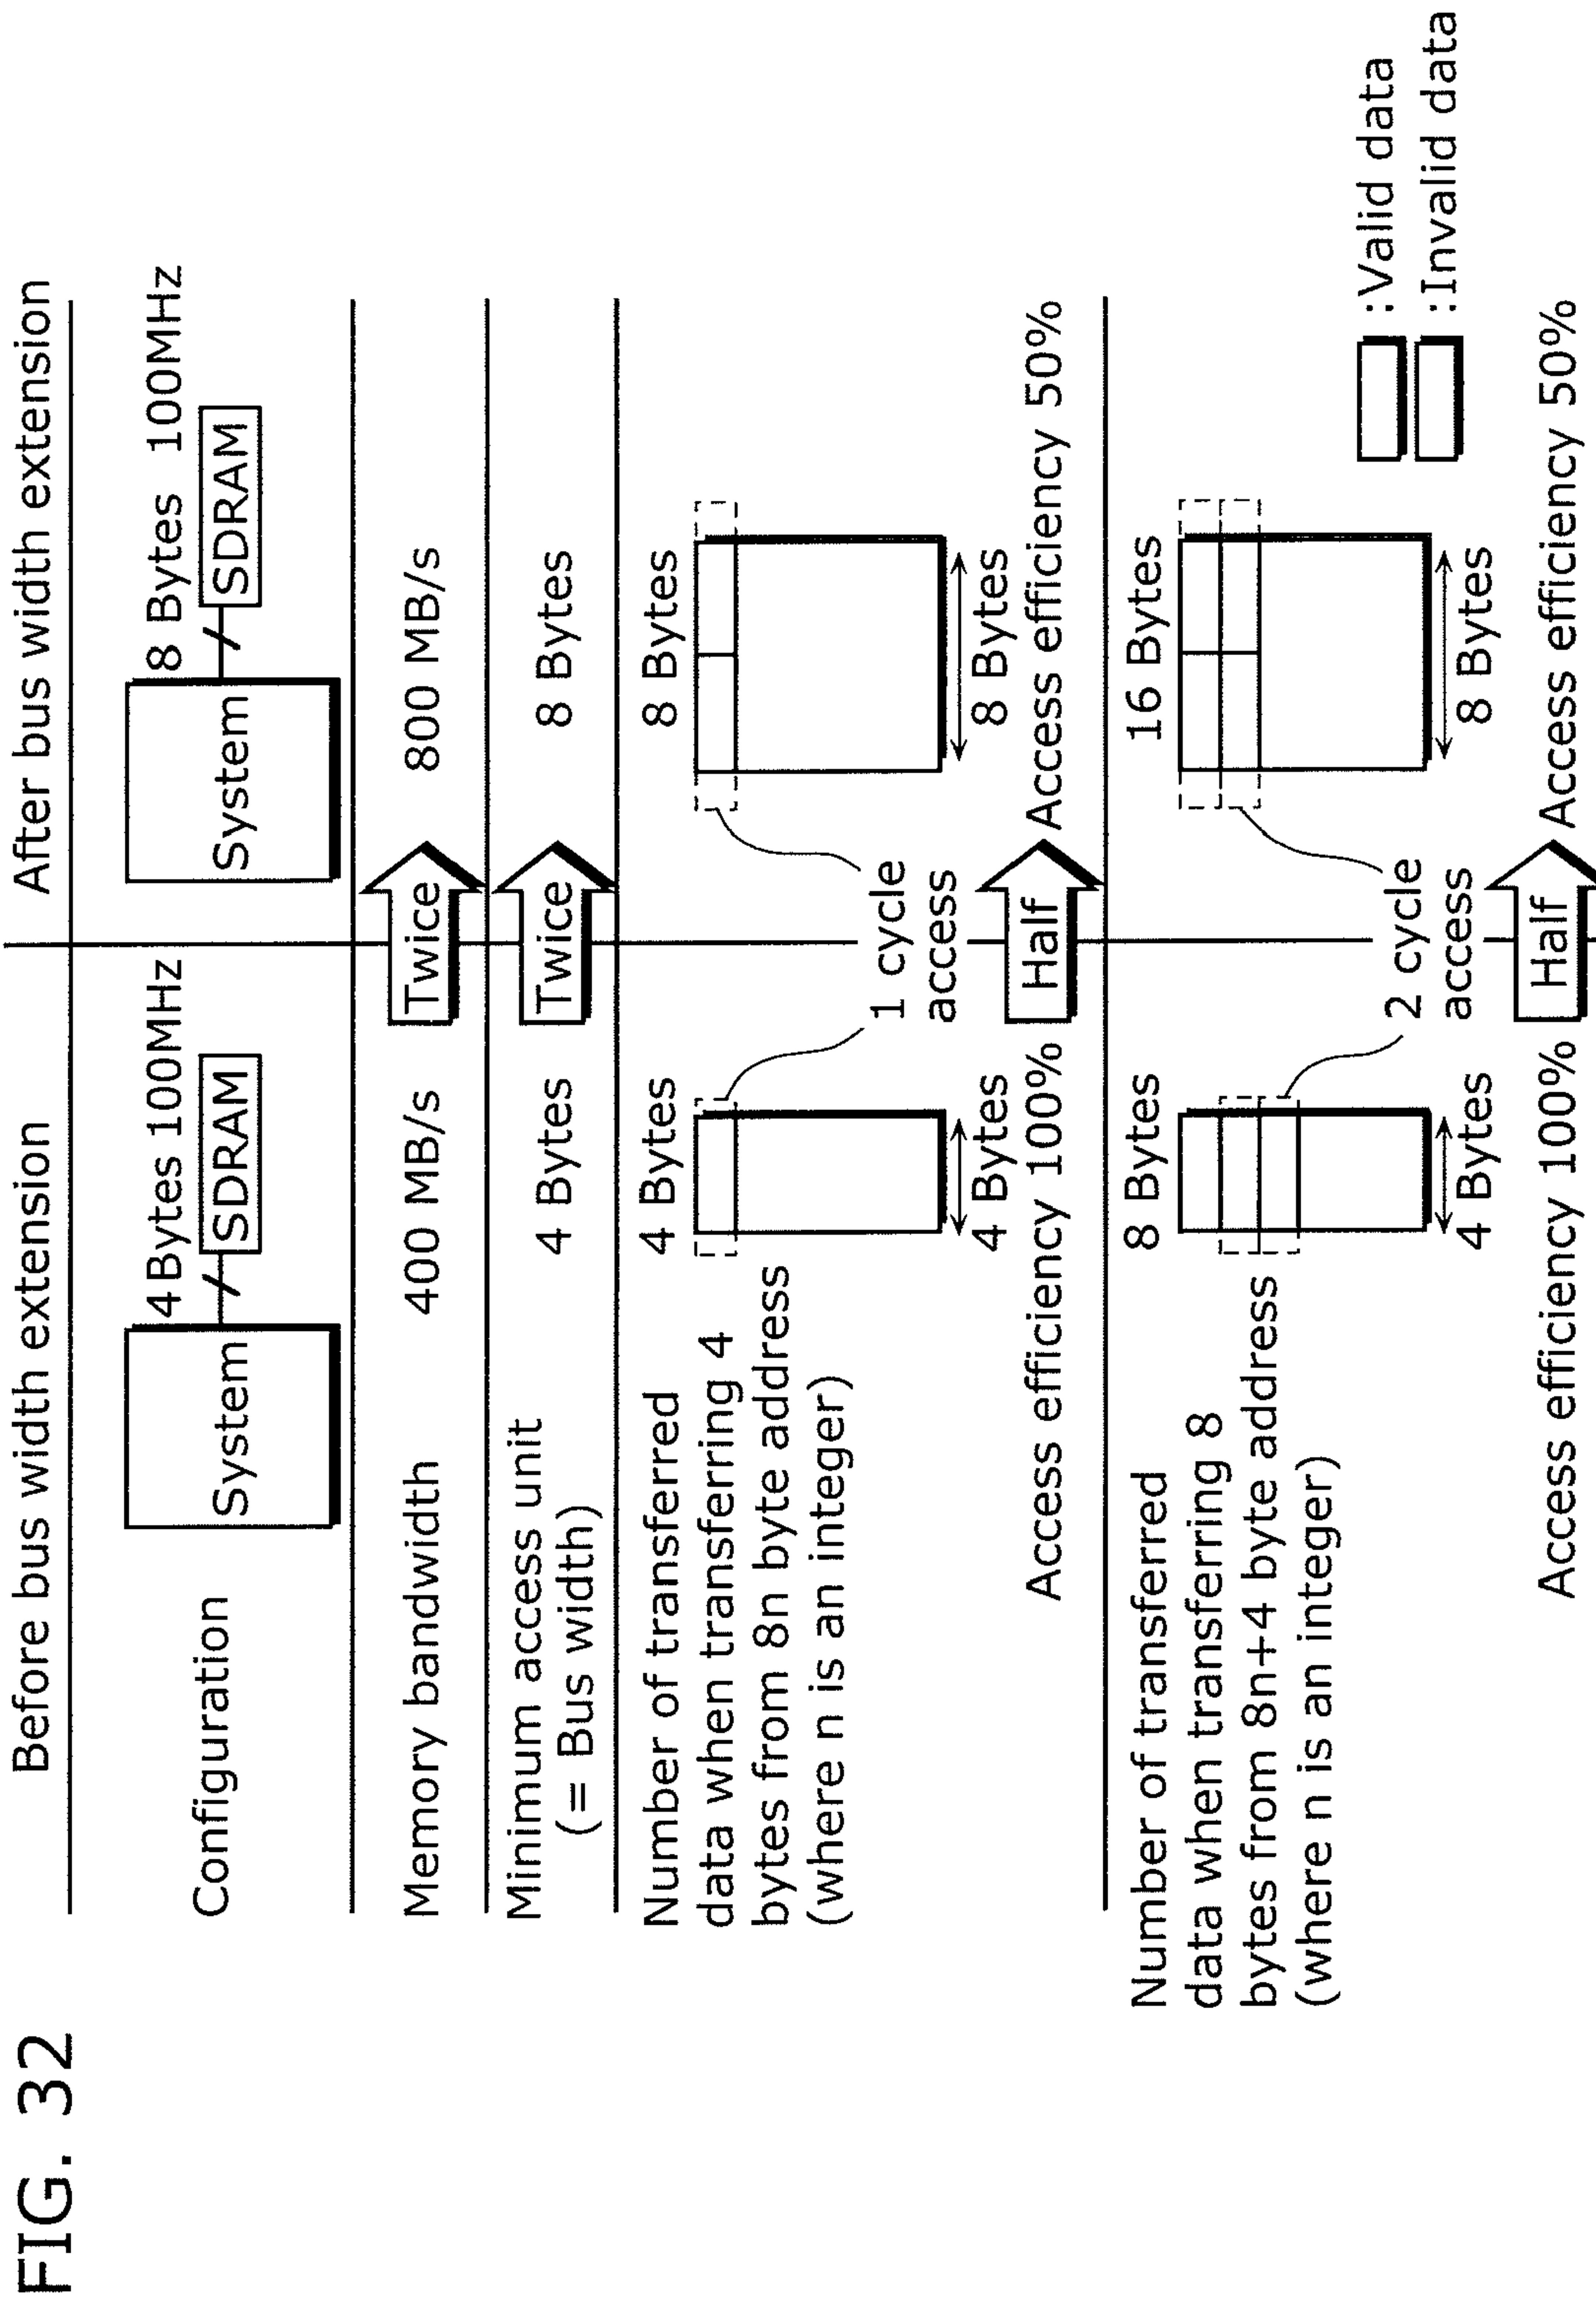 FIG. 32
Before bus width extension
After bus width extension
Configuration
4Bytes 100MHz
System
SDRAM
8 Bytes 100MHz
System
SDRAM
Memory bandwidth
400 MB/s
Twice
800 MB/s
Minimum access unit
(= Bus width)
4 Bytes
Twice
8 Bytes
Number of transferred
data when transferring 4
bytes from 8n byte address
(where n is an integer)
4 Bytes
8 Bytes
1 cycle
access
4 Bytes
8 Bytes
Access efficiency 100%
Half
Access efficiency 50%
Number of transferred
data when transferring 8
bytes from 8n+4 byte address
(where n is an integer)
8 Bytes
16 Bytes
2 cycle
access
4 Bytes
8 Bytes
Access efficiency 100%
Half
Access efficiency 50%
:Valid data
:Invalid data